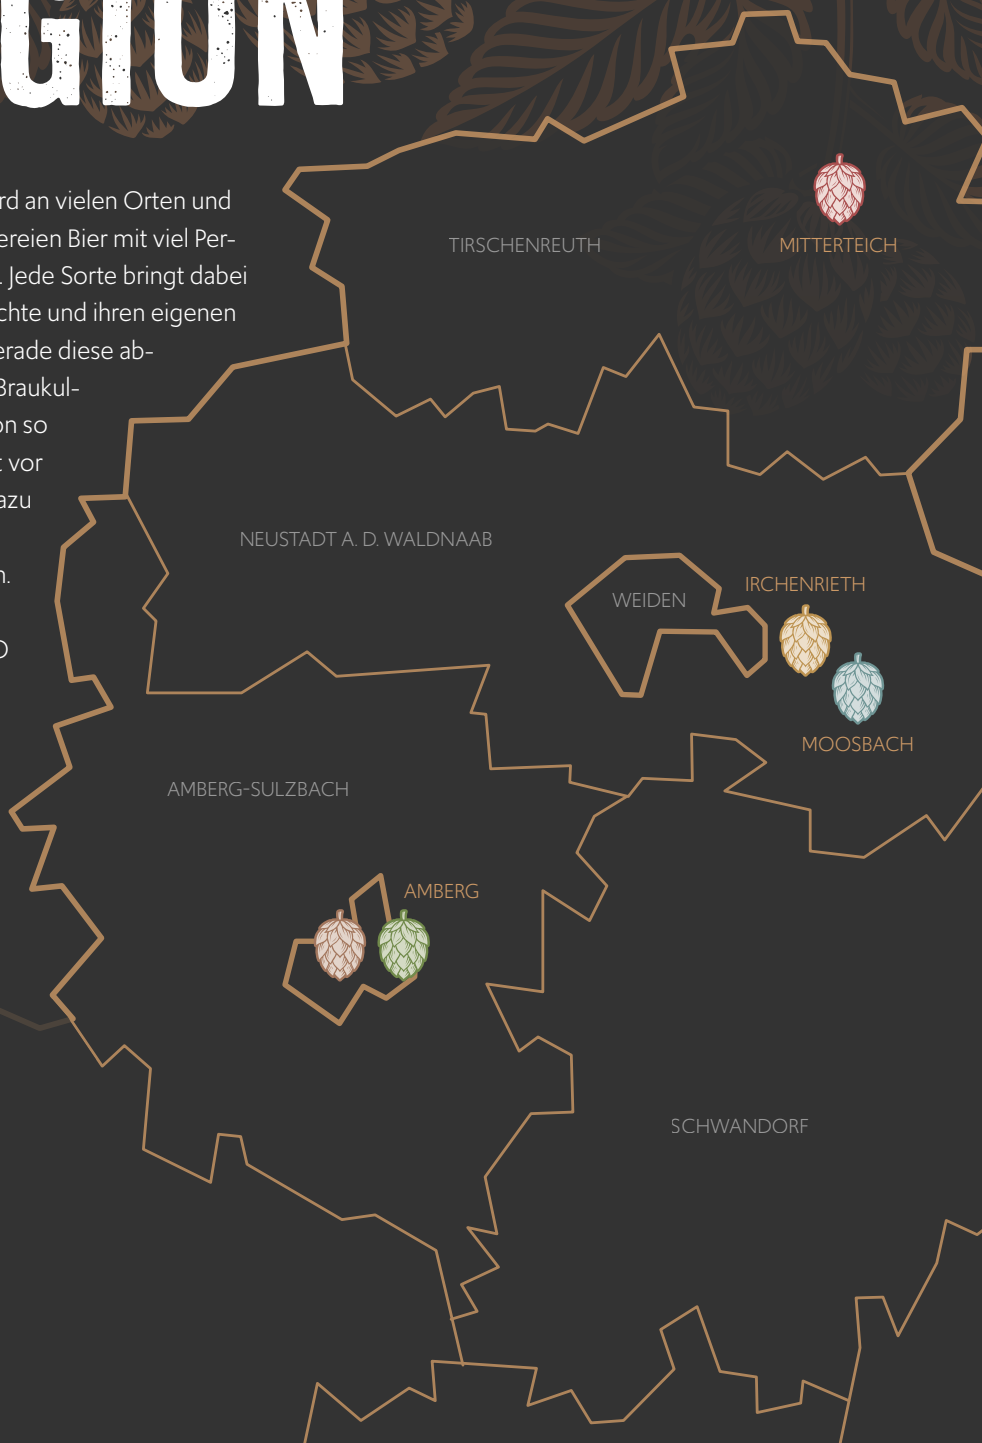 GION
rd an vielen Orten und
ereien Bier mit viel Per-
. Jede Sorte bringt dabei
chte und ihren eigenen
erade diese ab-
Braukul-
on so
t vor
azu
n.
O
TIRSCHENREUTH
MITTERTEICH
NEUSTADT A. D. WALDNAAB
WEIDEN
IRCHENRIETH
MOOSBACH
AMBERG-SULZBACH
AMBERG
SCHWANDORF